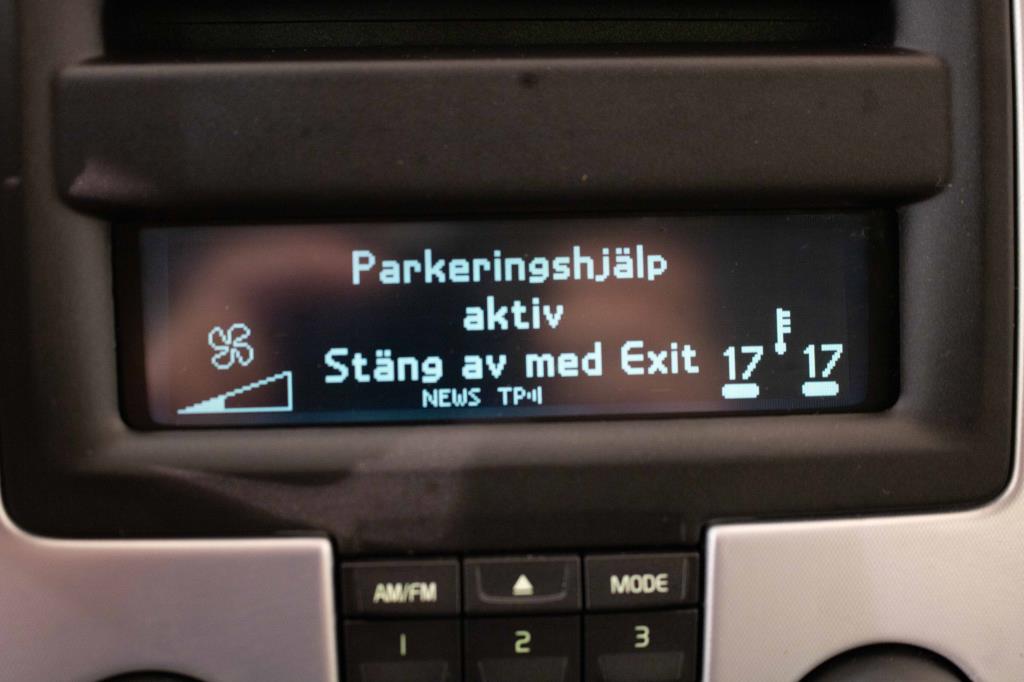 Parkeringshjälp
aktiv
Stäng av med Exit
17 17
NEWS TP
AM/FM MODE
1 2 3